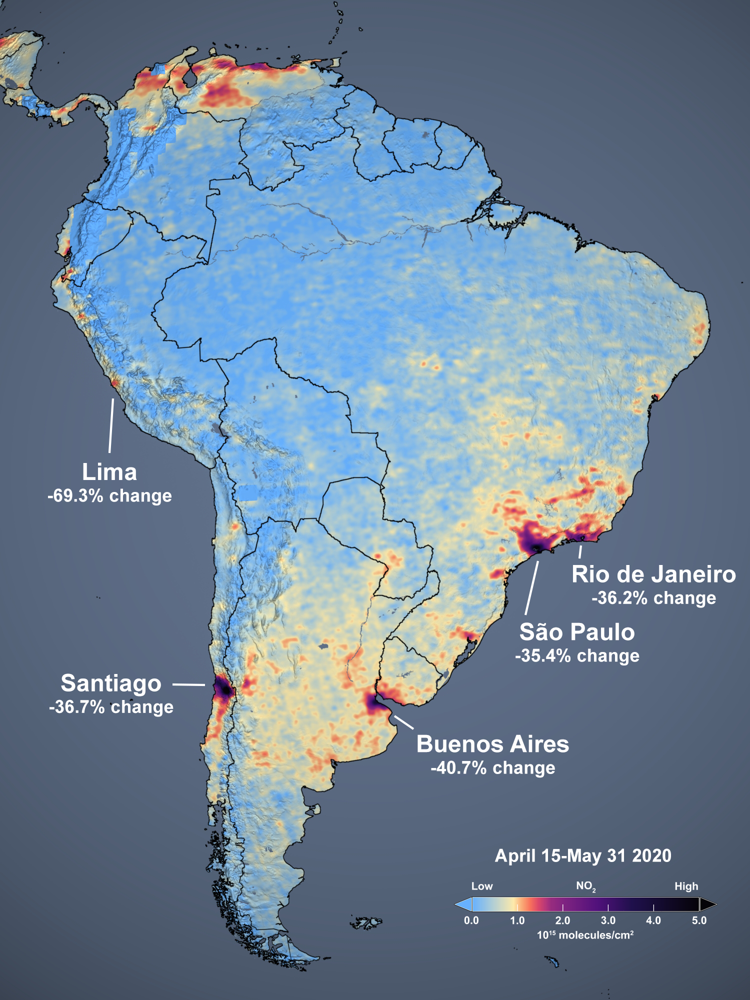 Lima
-69.3% change
Rio de Janeiro
-36.2% change
São Paulo
-35.4% change
Santiago
-36.7% change
Buenos Aires
-40.7% change
April 15-May 31 2020
Low NO₂ High
0.0 1.0 2.0 3.0 4.0 5.0
10¹⁵ molecules/cm²